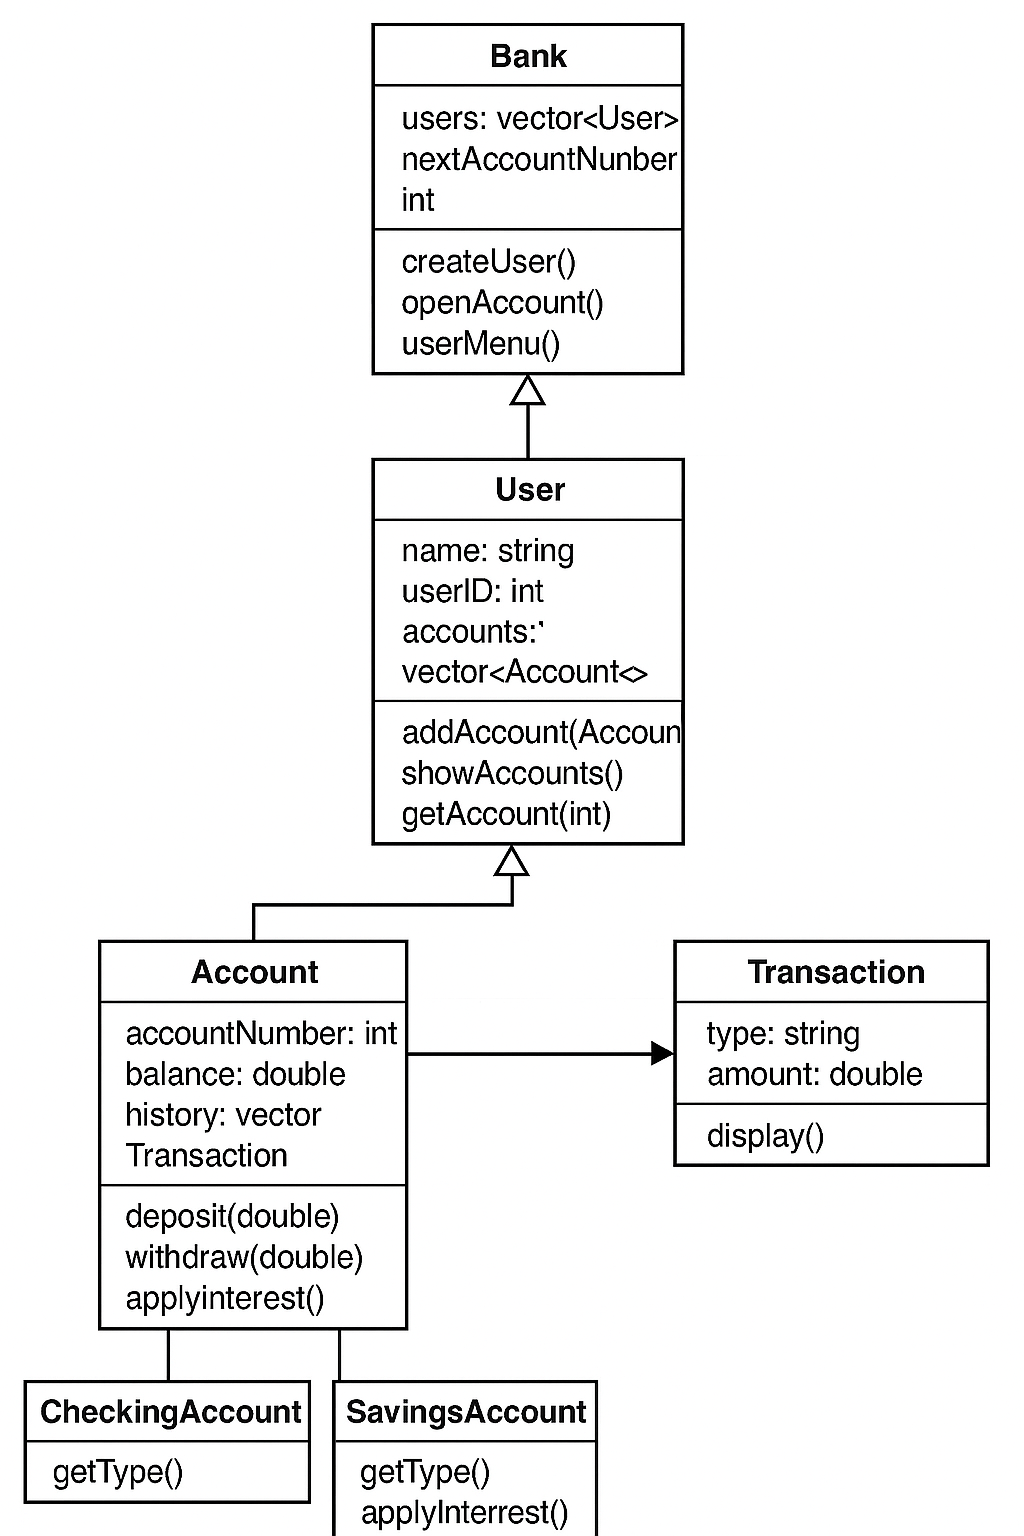 Bank
users: vector<User>
nextAccountNunber
int
createUser()
openAccount()
userMenu()
User
name: string
userID: int
accounts:'
vector<Account<>
addAccount(Accoun
showAccounts()
getAccount(int)
Account
accountNumber: int
balance: double
history: vector
Transaction
deposit(double)
withdraw(double)
applyinterest()
Transaction
type: string
amount: double
display()
CheckingAccount
getType()
SavingsAccount
getType()
applyInterrest()